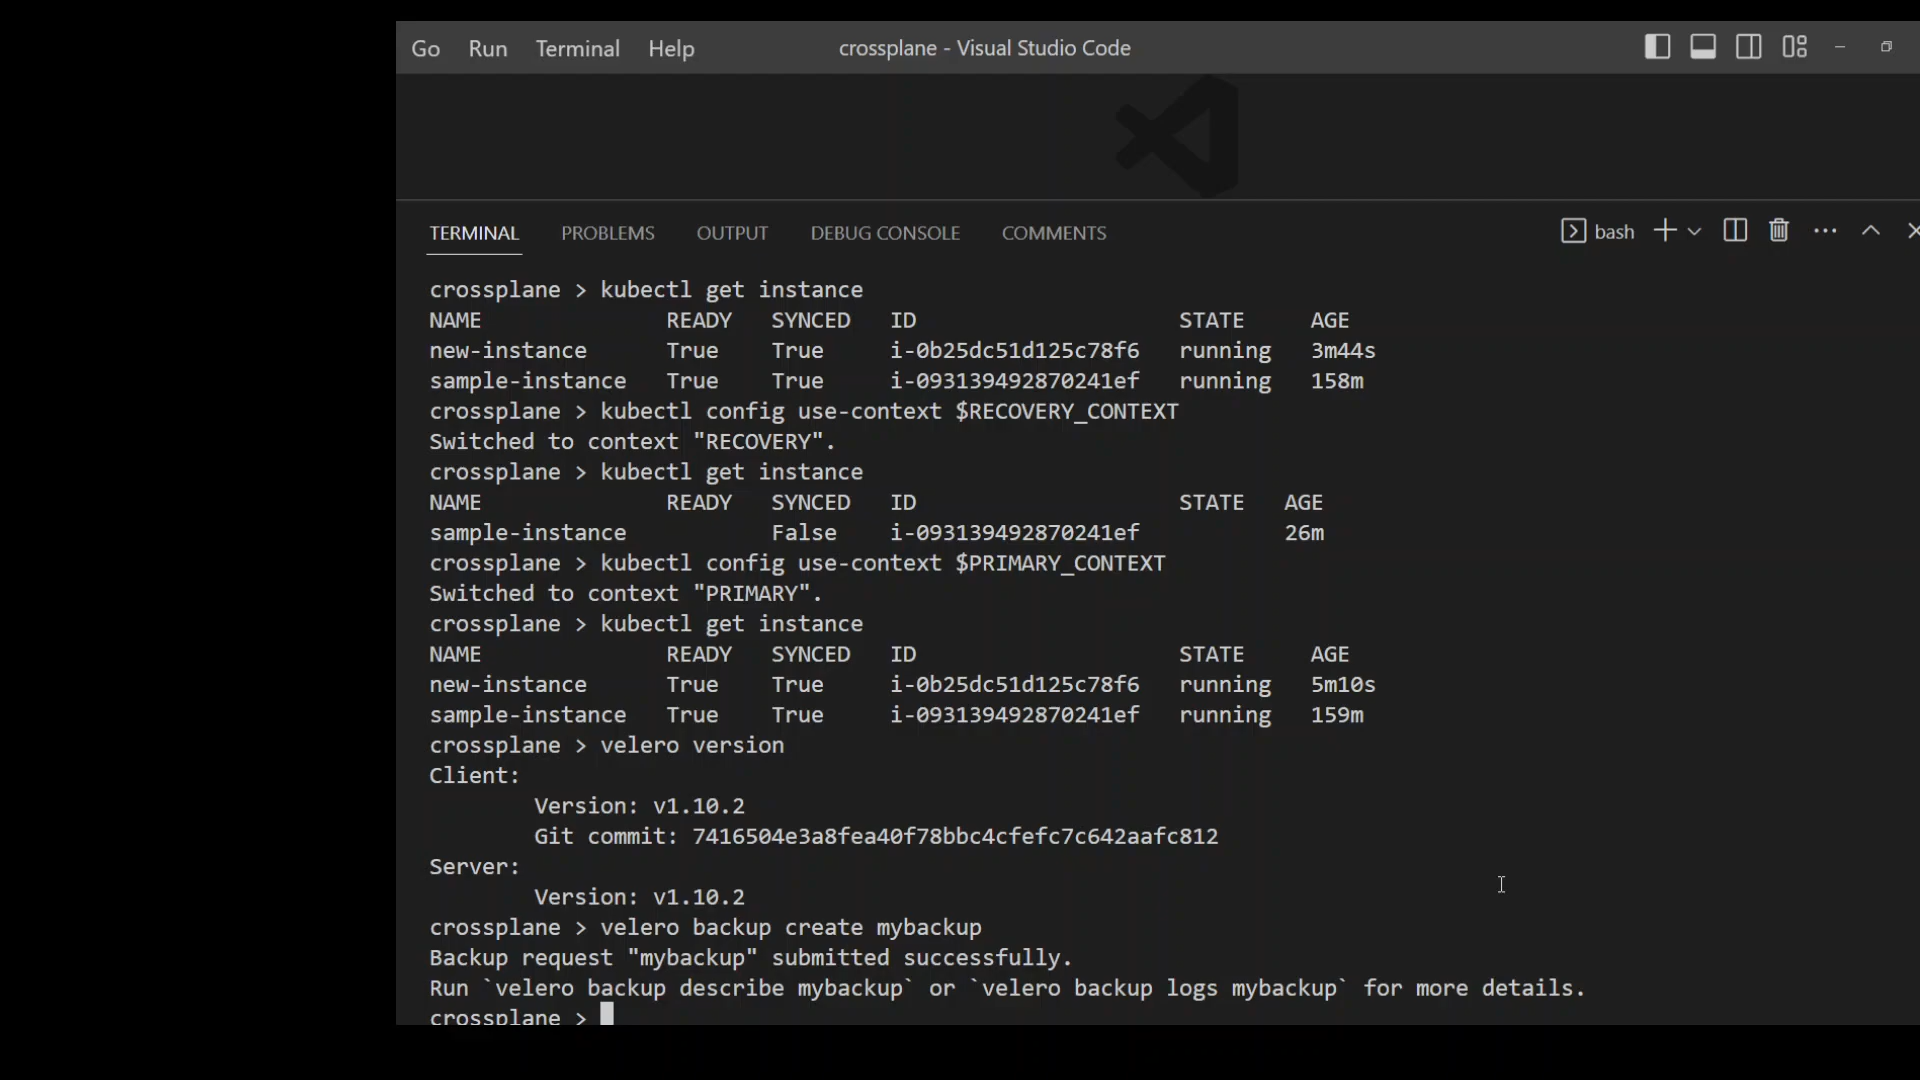 Go Run Terminal Help crossplane - Visual Studio Code
TERMINAL PROBLEMS OUTPUT DEBUG CONSOLE COMMENTS bash
crossplane > kubectl get instance
NAME READY SYNCED ID STATE AGE
new-instance True True i-0b25dc51d125c78f6 running 3m44s
sample-instance True True i-093139492870241ef running 158m
crossplane > kubectl config use-context $RECOVERY_CONTEXT
Switched to context "RECOVERY".
crossplane > kubectl get instance
NAME READY SYNCED ID STATE AGE
sample-instance False i-093139492870241ef 26m
crossplane > kubectl config use-context $PRIMARY_CONTEXT
Switched to context "PRIMARY".
crossplane > kubectl get instance
NAME READY SYNCED ID STATE AGE
new-instance True True i-0b25dc51d125c78f6 running 5m10s
sample-instance True True i-093139492870241ef running 159m
crossplane > velero version
Client:
Version: v1.10.2
Git commit: 7416504e3a8fea40f78bbc4cfefc7c642aafc812
Server:
Version: v1.10.2
crossplane > velero backup create mybackup
Backup request "mybackup" submitted successfully.
Run `velero backup describe mybackup` or `velero backup logs mybackup` for more details.
crossplane >